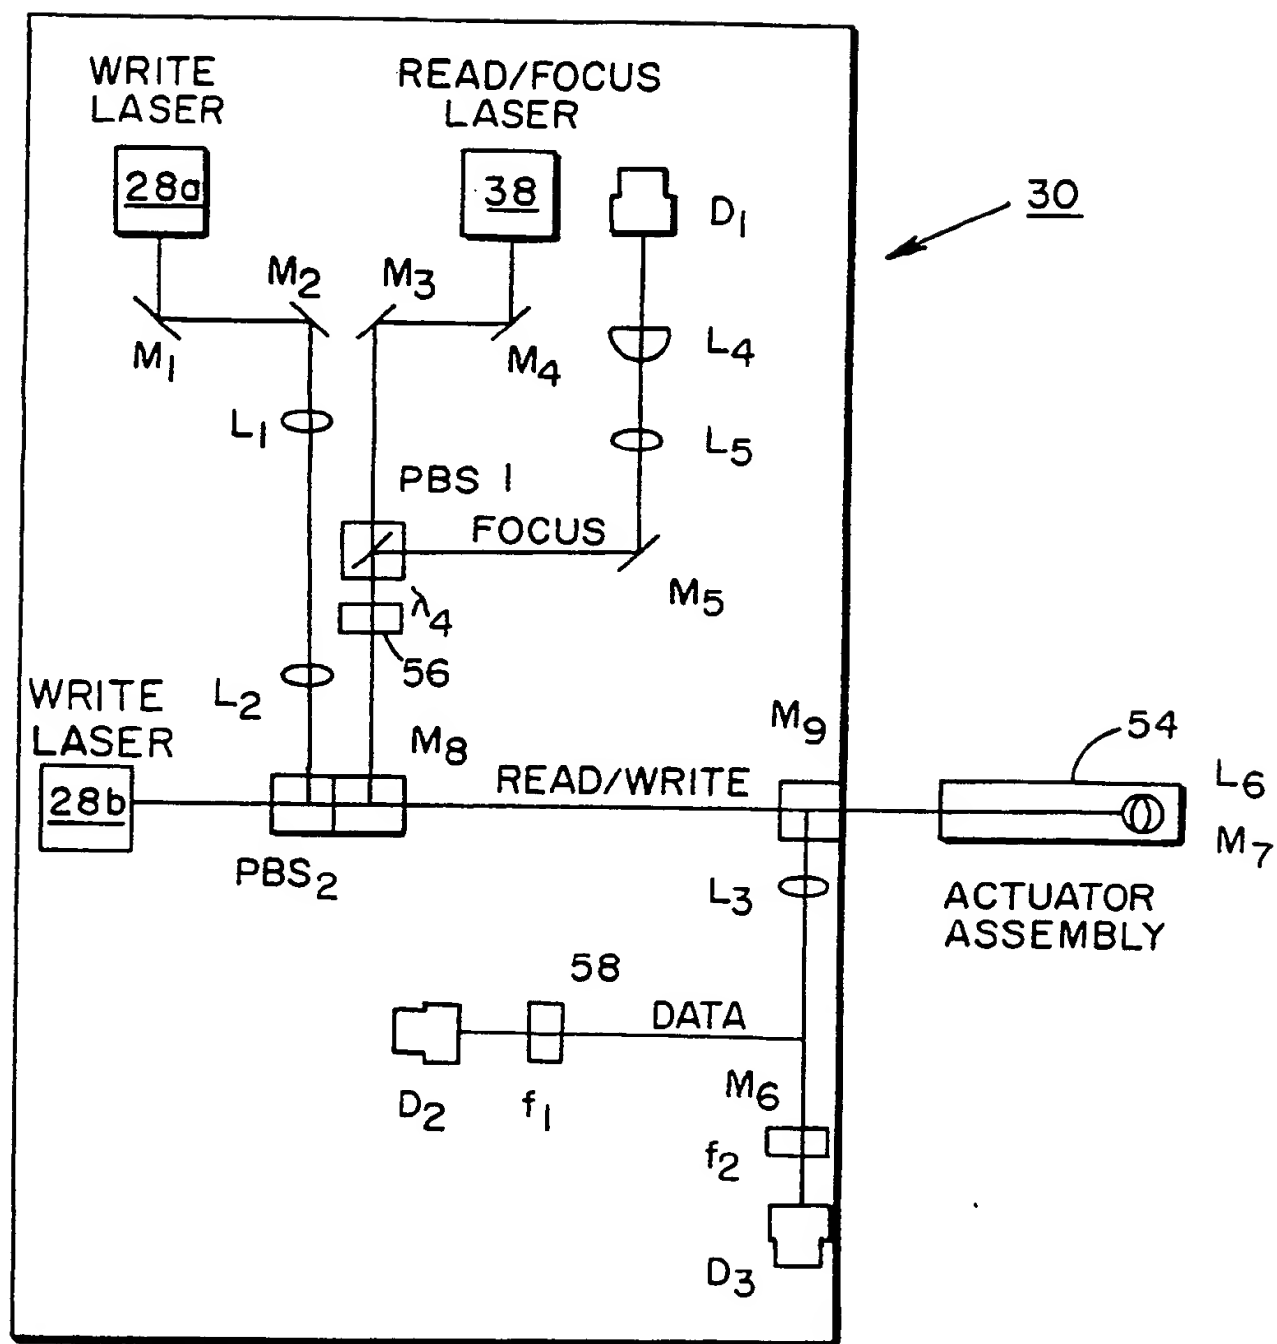 WRITE
LASER
28a
READ/FOCUS
LASER
38
D1
30
M2
M3
M1
M4
L4
L1
L5
PBS 1
FOCUS
M5
λ4
56
L2
WRITE
LASER
28b
M8
M9
54
READ/WRITE
L6
M7
PBS2
L3
ACTUATOR
ASSEMBLY
58
DATA
D2
f1
M6
f2
D3